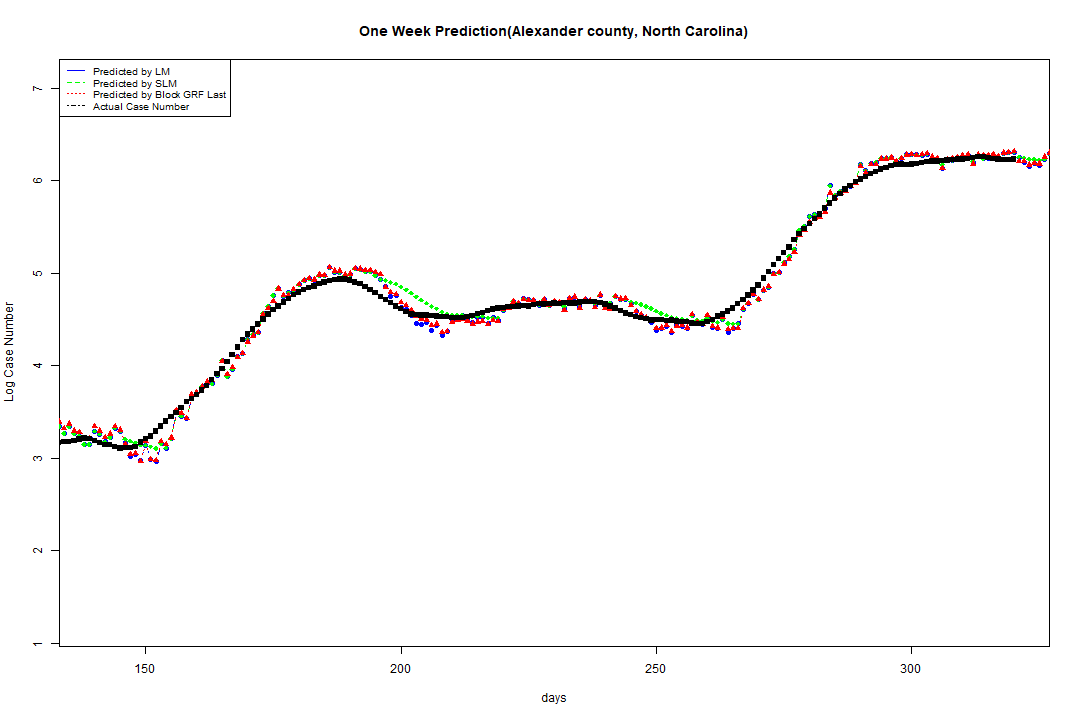 One Week Prediction(Alexander county, North Carolina)
Predicted by LM
Predicted by SLM
Predicted by Block GRF Last
Actual Case Number
7
6
5
4
3
2
1
Log Case Number
150 200 250 300
days